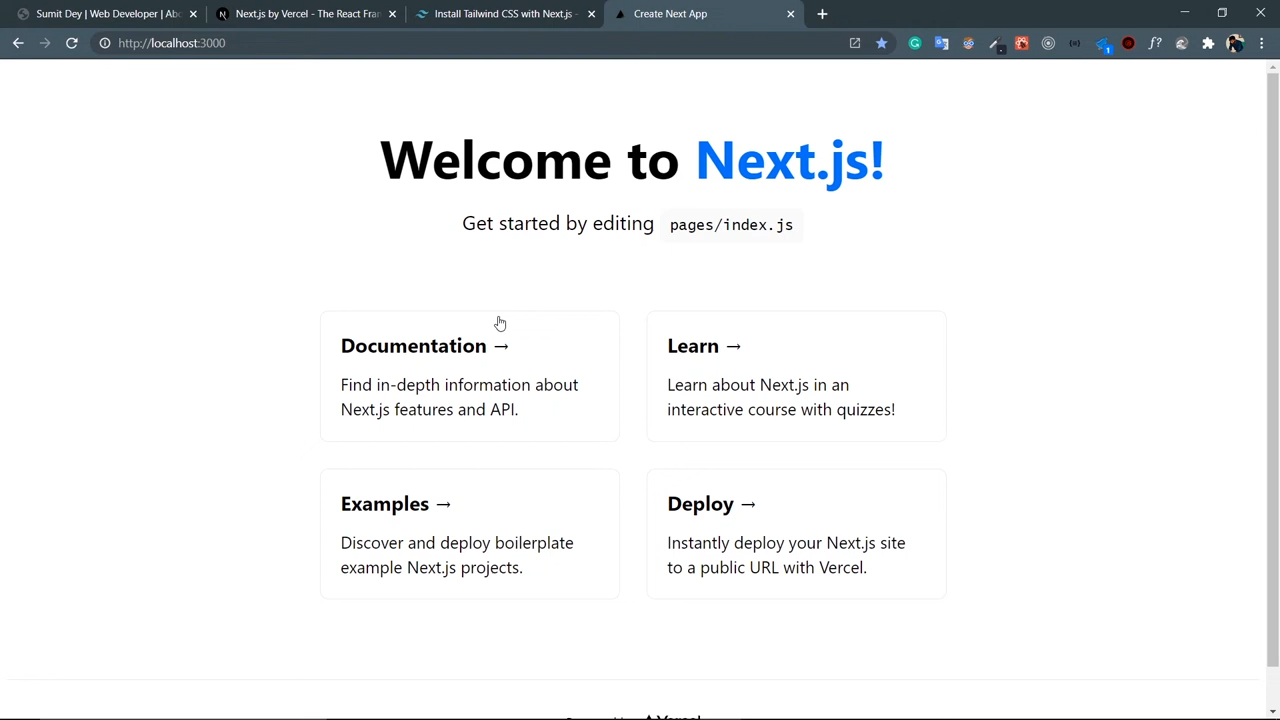 Sumit Dey | Web Developer | Abo
Next.js by Vercel - The React Fran
Install Tailwind CSS with Next.js -
Create Next App
http://localhost:3000
1
f?
Welcome to Next.js!
Get started by editing pages/index.js
Documentation →
Find in-depth information about
Next.js features and API.
Learn →
Learn about Next.js in an
interactive course with quizzes!
Examples →
Discover and deploy boilerplate
example Next.js projects.
Deploy →
Instantly deploy your Next.js site
to a public URL with Vercel.
Vercel